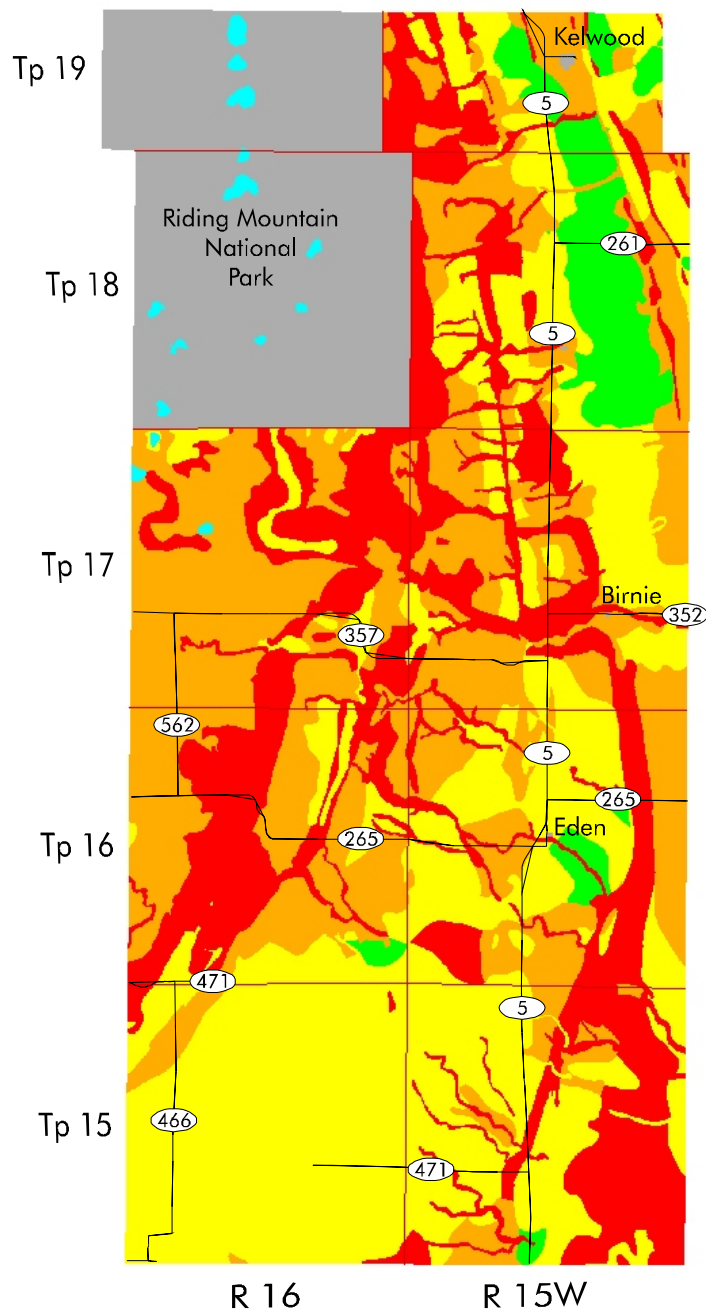 Kelwood
Tp 19
5
Riding Mountain
National
Park
261
Tp 18
5
Tp 17
Birnie
352
357
562
5
265
Eden
265
Tp 16
471
5
Tp 15
466
471
R 16
R 15W